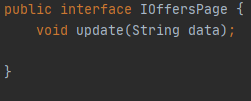 public interface IOffersPage {
    void update(String data);
}